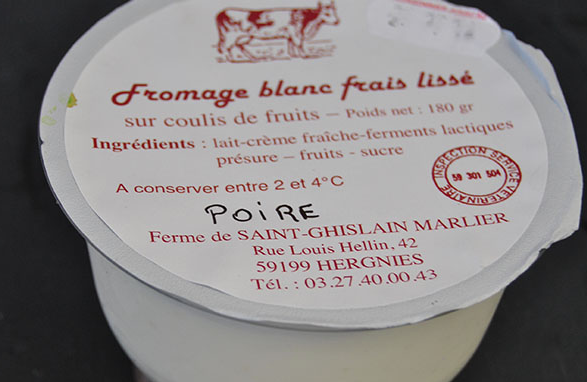 Fromage blanc frais lissé
sur coulis de fruits – Poids net : 180 gr
Ingrédients : lait-crème fraîche-ferments lactiques
présure – fruits - sucre
A conserver entre 2 et 4°C
INSPECTION SERVICE VETERINAIRE
59 301 504
POIRE
Ferme de SAINT-GHISLAIN MARLIER
Rue Louis Hellin, 42
59199 HERGNIES
Tél. : 03.27.40.00.43